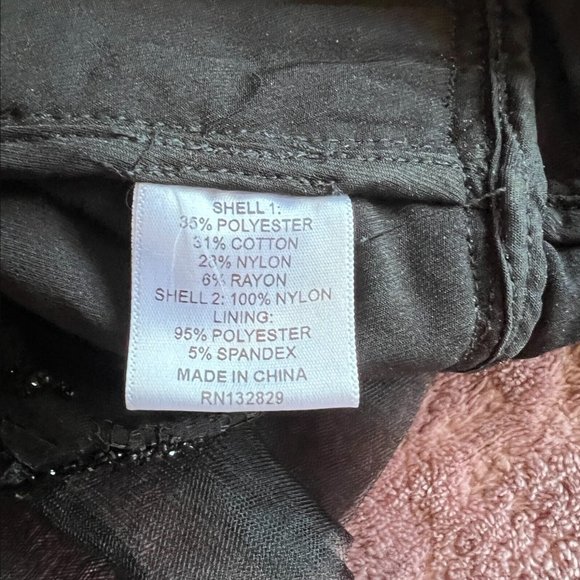 SHELL 1:
35% POLYESTER
31% COTTON
28% NYLON
6% RAYON
SHELL 2: 100% NYLON
LINING:
95% POLYESTER
5% SPANDEX
MADE IN CHINA
RN132829